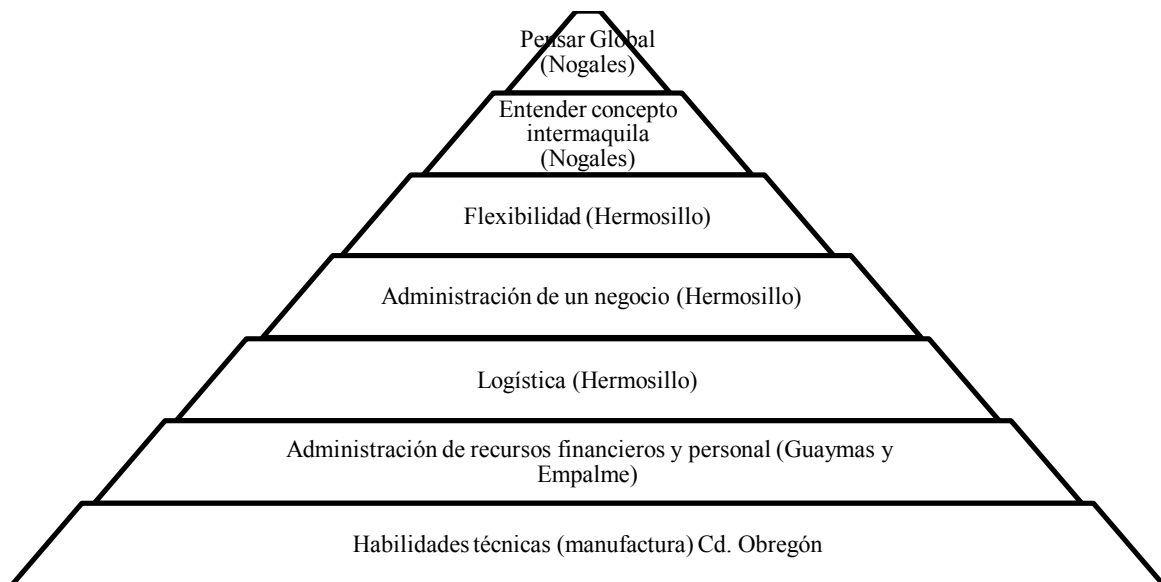 Pensar Global
(Nogales)
Entender concepto
intermaquila
(Nogales)
Flexibilidad (Hermosillo)
Administración de un negocio (Hermosillo)
Logística (Hermosillo)
Administración de recursos financieros y personal (Guaymas y
Empalme)
Habilidades técnicas (manufactura) Cd. Obregón